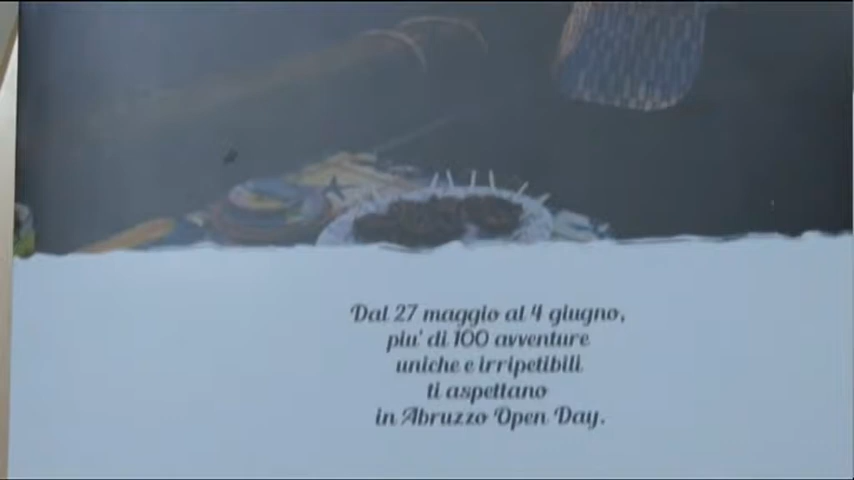 Dal 27 maggio al 4 giugno,
piu' di 100 avventure
uniche e irripetibili
ti aspettano
in Abruzzo Open Day.